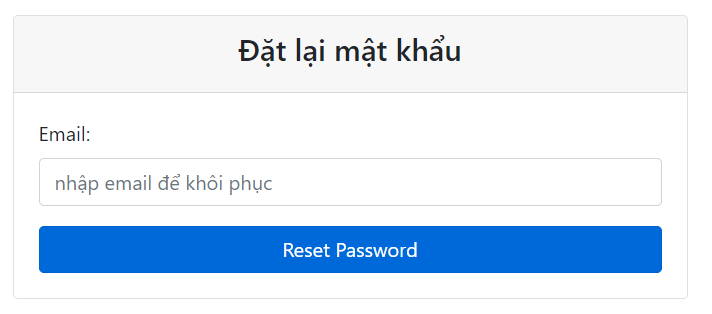 Đặt lại mật khẩu
Email:
nhập email để khôi phục
Reset Password